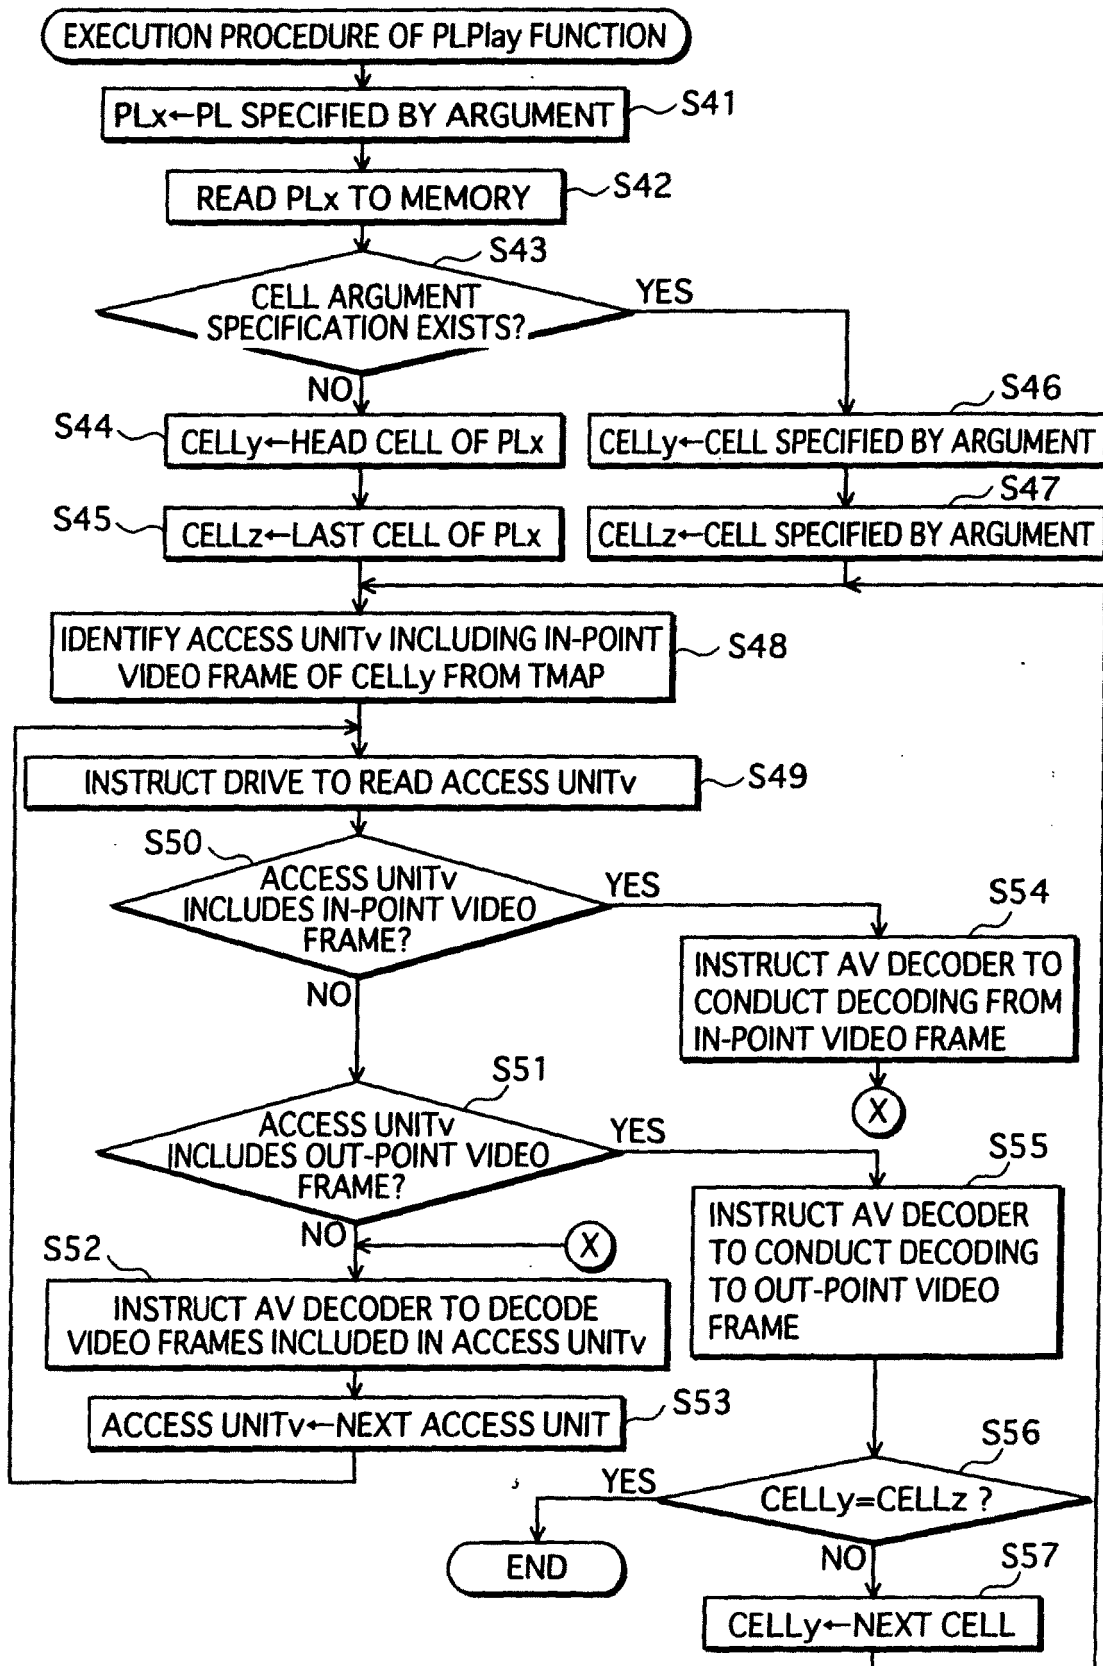 EXECUTION PROCEDURE OF PLPlay FUNCTION
PLx←PL SPECIFIED BY ARGUMENT
S41
READ PLx TO MEMORY
S42
S43
CELL ARGUMENT
SPECIFICATION EXISTS?
YES
NO
S44
CELLy←HEAD CELL OF PLx
S46
CELLy←CELL SPECIFIED BY ARGUMENT
S45
CELLz←LAST CELL OF PLx
S47
CELLz←CELL SPECIFIED BY ARGUMENT
IDENTIFY ACCESS UNITv INCLUDING IN-POINT
VIDEO FRAME OF CELLy FROM TMAP
S48
INSTRUCT DRIVE TO READ ACCESS UNITv
S49
S50
ACCESS UNITv
INCLUDES IN-POINT VIDEO
FRAME?
YES
NO
S54
INSTRUCT AV DECODER TO
CONDUCT DECODING FROM
IN-POINT VIDEO FRAME
X
S51
ACCESS UNITv
INCLUDES OUT-POINT VIDEO
FRAME?
YES
NO
S55
INSTRUCT AV DECODER
TO CONDUCT DECODING
TO OUT-POINT VIDEO
FRAME
X
S52
INSTRUCT AV DECODER TO DECODE
VIDEO FRAMES INCLUDED IN ACCESS UNITv
ACCESS UNITv←NEXT ACCESS UNIT
S53
S56
CELLy=CELLz ?
YES
NO
END
S57
CELLy←NEXT CELL